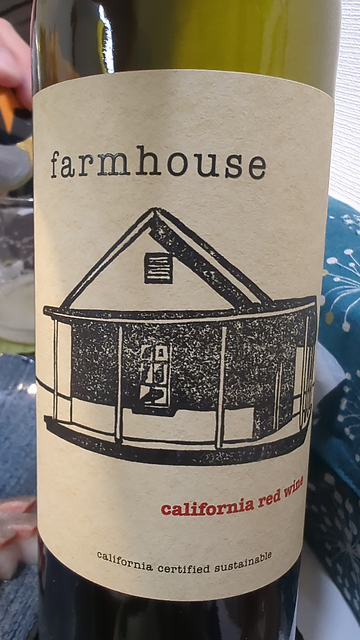 farmhouse
california red wine
california certified sustainable